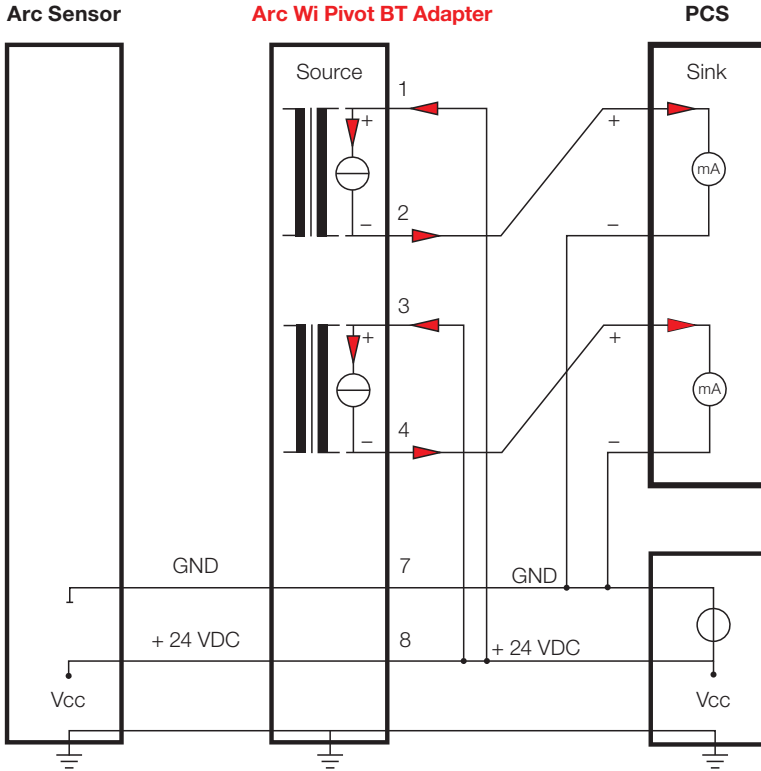 Arc Sensor
Arc Wi Pivot BT Adapter
PCS
Source
Sink
1
+
+
mA
2
–
–
3
+
+
mA
4
–
–
GND
7
GND
+ 24 VDC
8
+ 24 VDC
Vcc
Vcc